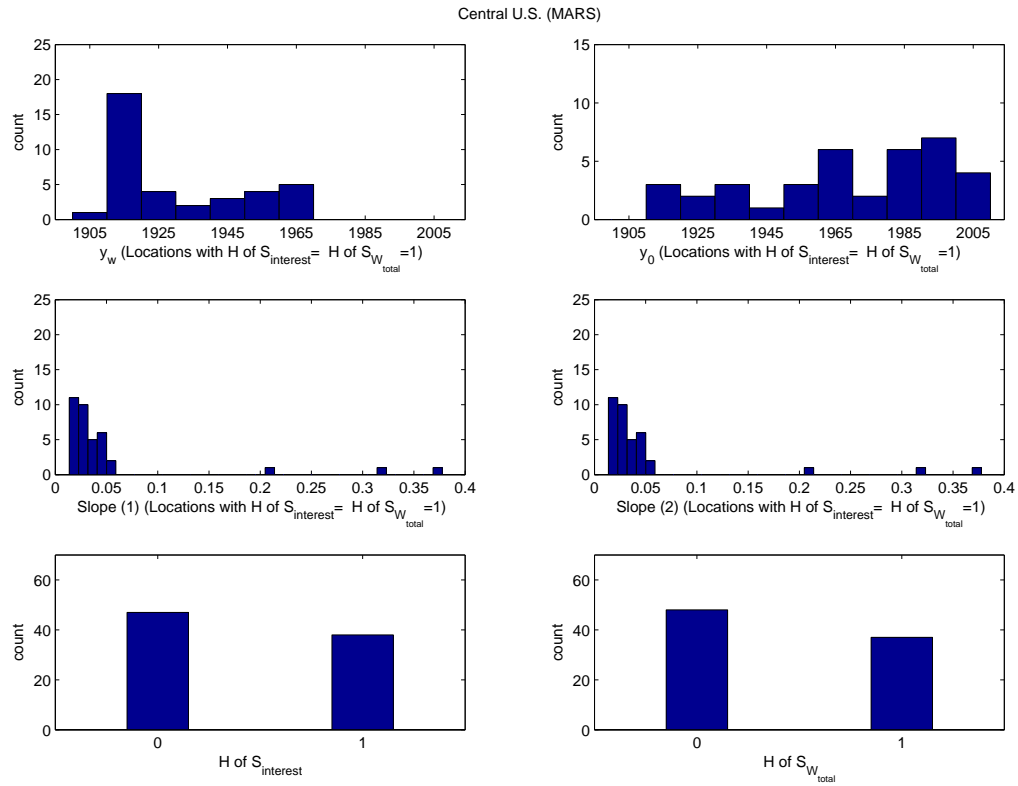 Central U.S. (MARS)
25
20
15
10
5
0
count
1905 1925 1945 1965 1985 2005
y_w (Locations with H of S_interest= H of S_W_total =1)
15
10
5
0
count
1905 1925 1945 1965 1985 2005
y_0 (Locations with H of S_interest= H of S_W_total =1)
25
20
15
10
5
0
count
0 0.05 0.1 0.15 0.2 0.25 0.3 0.35 0.4
Slope (1) (Locations with H of S_interest= H of S_W_total =1)
25
20
15
10
5
0
count
0 0.05 0.1 0.15 0.2 0.25 0.3 0.35 0.4
Slope (2) (Locations with H of S_interest= H of S_W_total =1)
60
40
20
0
count
0 1
H of S_interest
60
40
20
0
count
0 1
H of S_W_total